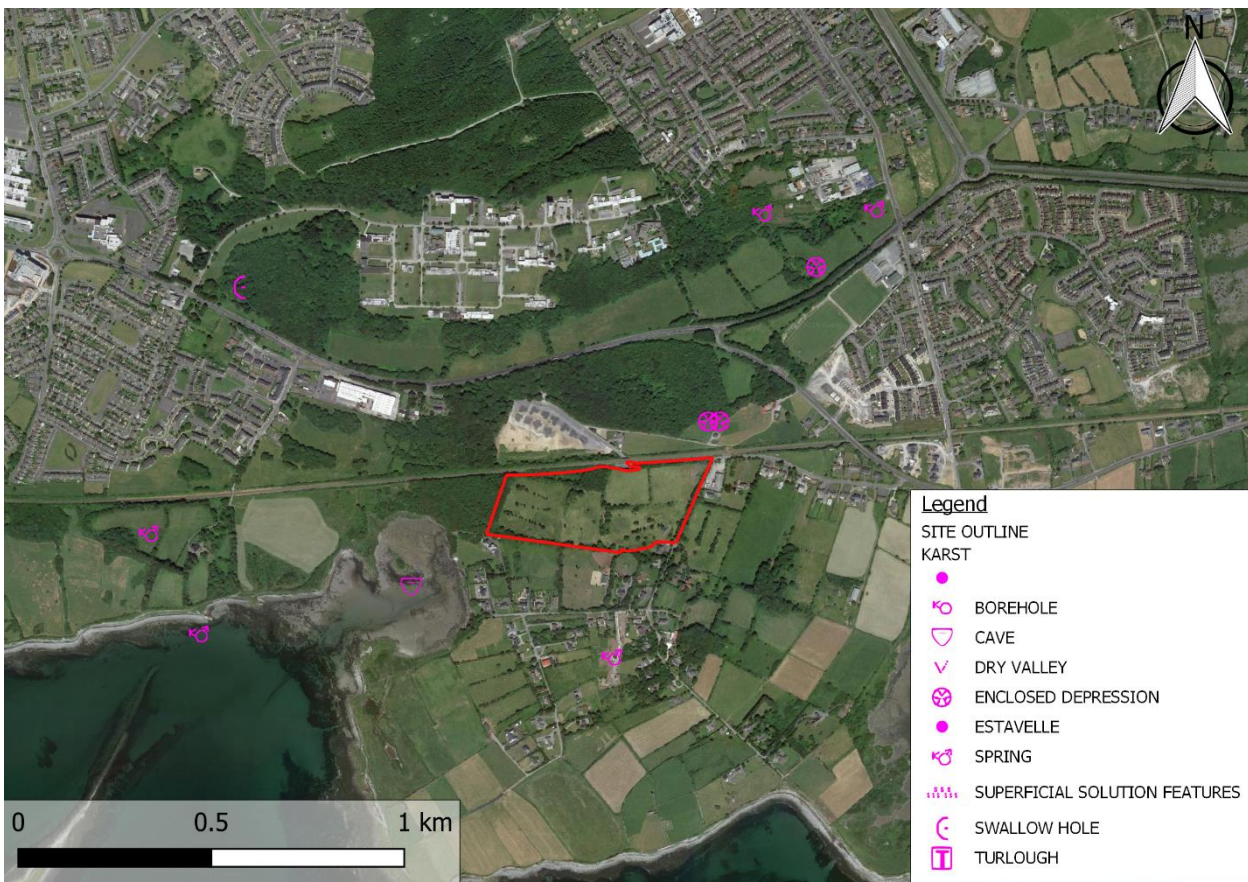 N
Legend
SITE OUTLINE
KARST
BOREHOLE
CAVE
DRY VALLEY
ENCLOSED DEPRESSION
ESTAVELLE
SPRING
SUPERFICIAL SOLUTION FEATURES
SWALLOW HOLE
TURLOUGH
0 0.5 1 km